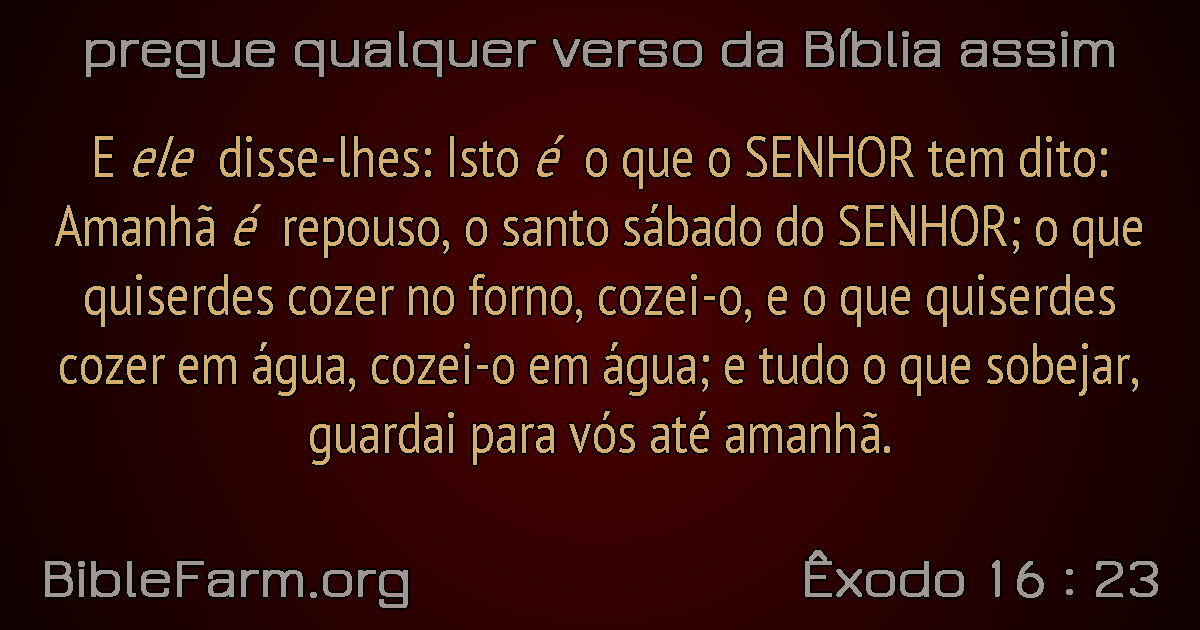 pregue qualquer verso da Bíblia assim
E ele disse-lhes: Isto é o que o SENHOR tem dito:
Amanhã é repouso, o santo sábado do SENHOR; o que
quiserdes cozer no forno, cozei-o, e o que quiserdes
cozer em água, cozei-o em água; e tudo o que sobejar,
guardai para vós até amanhã.
BibleFarm.org
Êxodo 16 : 23